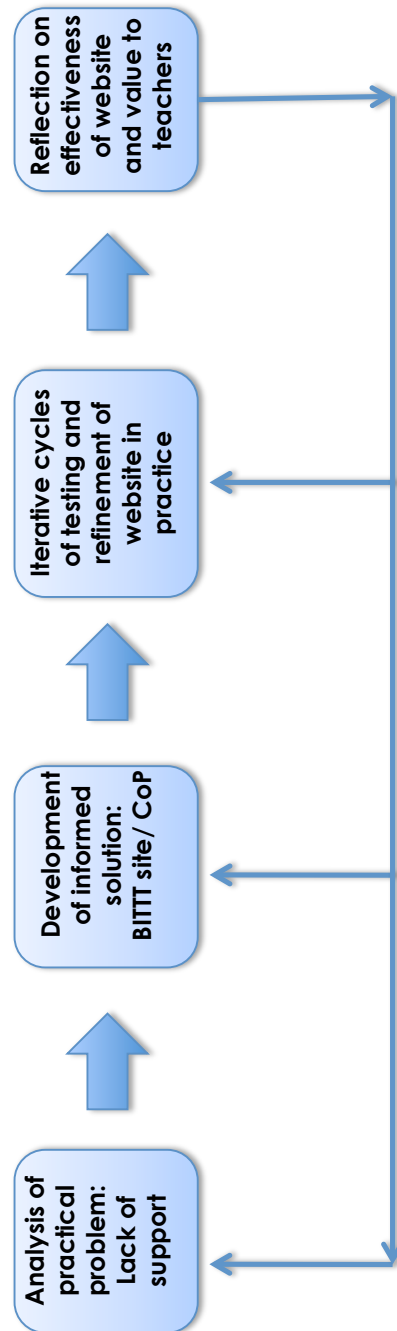 Analysis of
practical
problem:
Lack of
support
Development
of informed
solution:
BITTT site/ CoP
Iterative cycles
of testing and
refinement of
website in
practice
Reflection on
effectiveness
of website
and value to
teachers